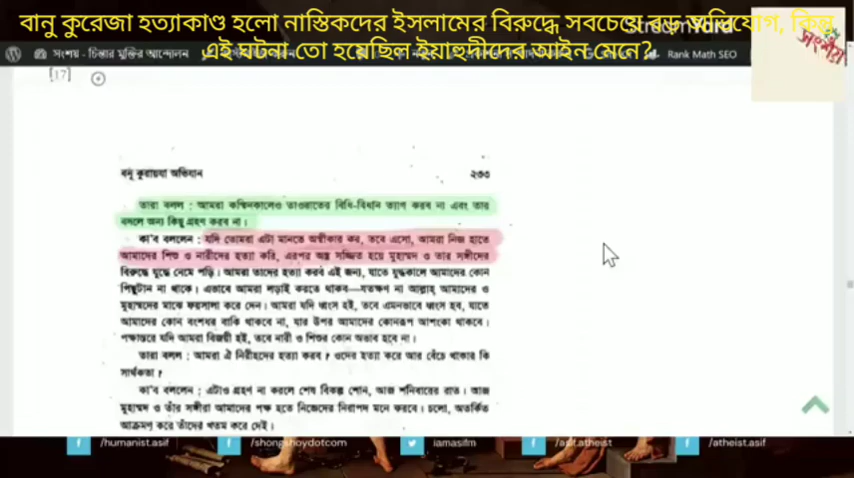 বানু কুরেজা হত্যাকাণ্ড হলো নাস্তিকদের ইসলামের বিরুদ্ধে সবচেয়ে বড় অভিযোগ, কিন্তু
এই ঘটনা তো হয়েছিল ইয়াহুদীদের আইন মেনে?
StreamYard
সংশয় - চিন্তার মুক্তির আন্দোলন
Rank Math SEO
সংশয়
[17]
বনূ কুরায়যা অভিযান ২৩৩
তারা বলল : আমরা কস্মিনকালেও তাওরাতের বিধি-বিধান ত্যাগ করব না এবং তার
বদলে অন্য কিছু গ্রহণ করব না।
কা'ব বললেন : যদি তোমরা এটা মানতে অস্বীকার কর, তবে এসো, আমরা নিজ হাতে
আমাদের শিশু ও নারীদের হত্যা করি, এরপর অস্ত্র সজ্জিত হয়ে মুহাম্মদ ও তার সঙ্গীদের
বিরুদ্ধে যুদ্ধে নেমে পড়ি। আমরা তাদের হত্যা করব এই জন্য, যাতে যুদ্ধকালে আমাদের কোন
পিছুটান না থাকে। এভাবে আমরা লড়াই করতে থাকব—যতক্ষণ না আল্লাহ্ আমাদের ও
মুহাম্মদের মাঝে ফয়সালা করে দেন। আমরা যদি ধ্বংস হই, তবে এমনভাবে ধ্বংস হব, যাতে
আমাদের কোন বংশধর বাকি থাকবে না, যার উপর আমাদের কোনরূপ আশংকা থাকবে।
পক্ষান্তরে যদি আমরা বিজয়ী হই, তবে নারী ও শিশুর কোন অভাব হবে না।
তারা বলল : আমরা ঐ নিরীহদের হত্যা করব ? ওদের হত্যা করে আর বেঁচে থাকার কি
সার্থকতা ?
কা'ব বললেন : এটাও গ্রহণ না করলে শেষ বিকল্প শোন, আজ শনিবারের রাত। আজ
মুহাম্মদ ও তাঁর সঙ্গীরা আমাদের পক্ষ হতে নিজেদের নিরাপদ মনে করবে। চলো, অতর্কিত
আক্রমণ করে তাঁদের খতম করে দেই।
/humanist.asif /shongshoydotcom iamasifm /asif.atheist /atheist.asif